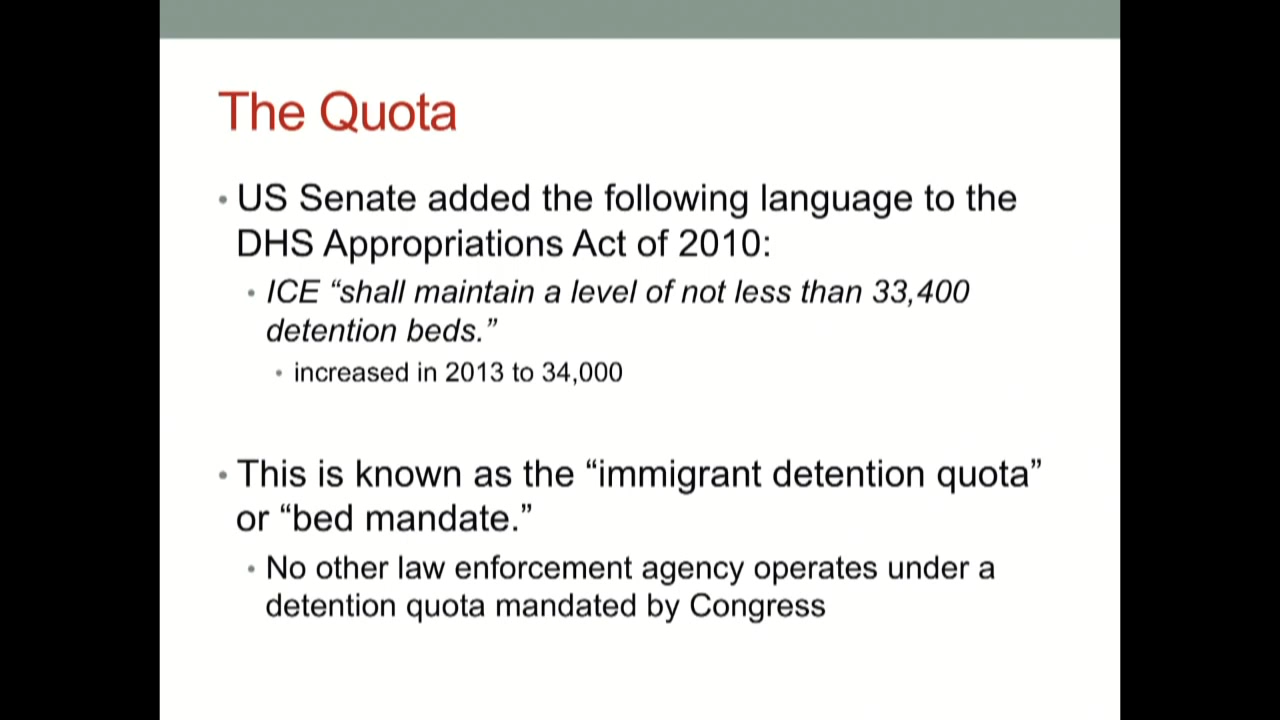 The Quota
• US Senate added the following language to the
DHS Appropriations Act of 2010:
• ICE “shall maintain a level of not less than 33,400
detention beds.”
• increased in 2013 to 34,000
• This is known as the “immigrant detention quota”
or “bed mandate.”
• No other law enforcement agency operates under a
detention quota mandated by Congress